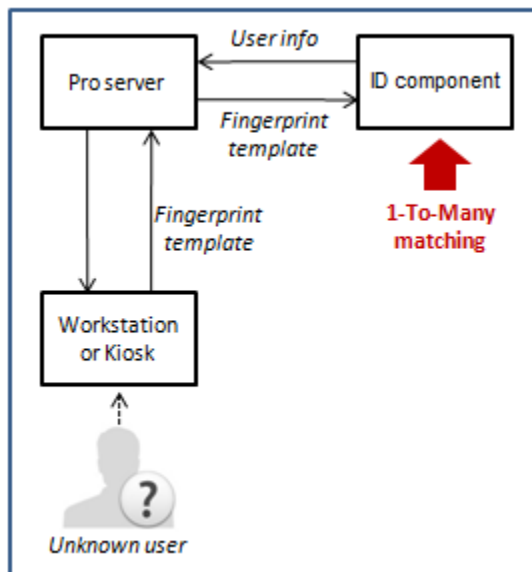 User info
Pro server
ID component
Fingerprint
template
1-To-Many
matching
Fingerprint
template
Workstation
or Kiosk
?
Unknown user